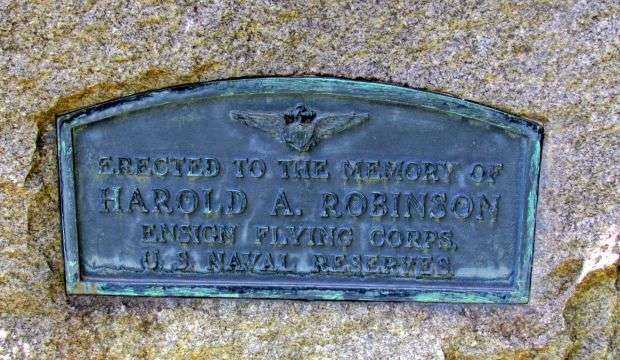 ERECTED TO THE MEMORY OF
HAROLD A. ROBINSON
ENSIGN FLYING CORPS,
U.S. NAVAL RESERVES